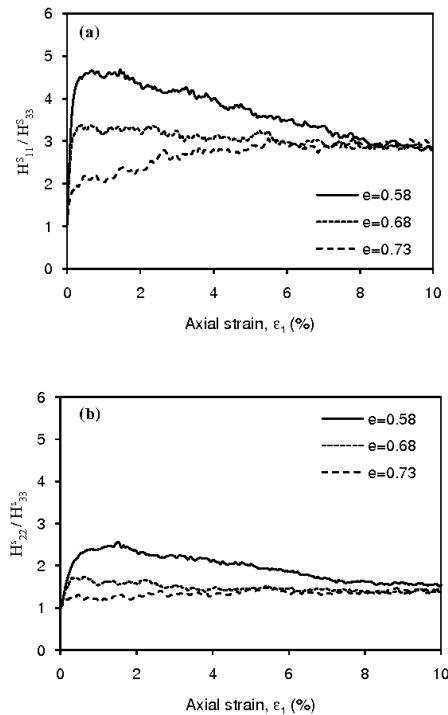 (a)
6
5
4
3
2
1
0
H^S_11 / H^S_33
e=0.58
e=0.68
e=0.73
0 2 4 6 8 10
Axial strain, ε₁ (%)
(b)
6
5
4
3
2
1
0
H^s_22 / H^s_33
e=0.58
e=0.68
e=0.73
0 2 4 6 8 10
Axial strain, ε₁ (%)